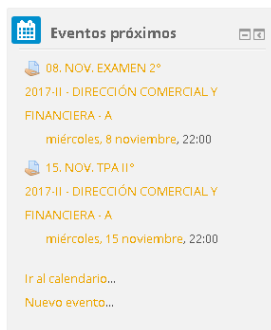 Eventos próximos
08. NOV. EXAMEN 2°
2017-II - DIRECCIÓN COMERCIAL Y
FINANCIERA - A
miércoles, 8 noviembre, 22:00
15. NOV. TPA II°
2017-II - DIRECCIÓN COMERCIAL Y
FINANCIERA - A
miércoles, 15 noviembre, 22:00
Ir al calendario...
Nuevo evento...